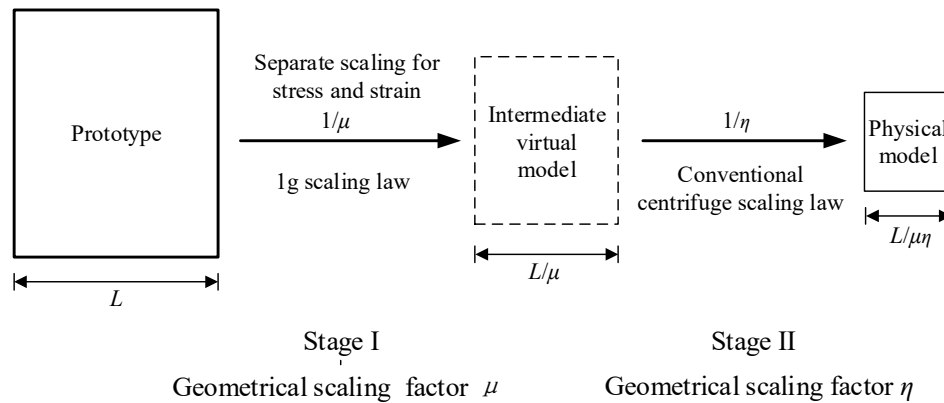 Separate scaling for
stress and strain
1/μ
1g scaling law
Prototype
Intermediate
virtual
model
1/η
Conventional
centrifuge scaling law
Physical
model
L
L/μ
L/μη
Stage I
Stage II
Geometrical scaling factor μ
Geometrical scaling factor η